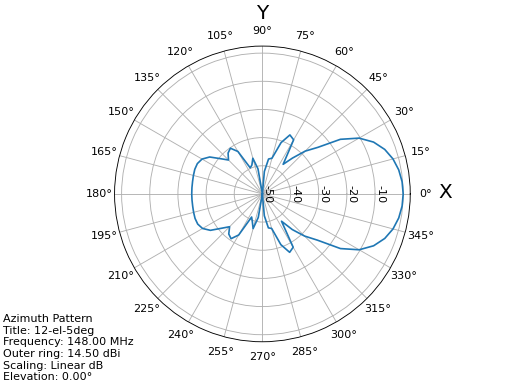 Y
90°
105° 75°
120° 60°
135° 45°
150° 30°
165° 15°
180° -50 -40 -30 -20 -10 0° X
195° 345°
210° 330°
225° 315°
240° 300°
255° 285°
270°
Azimuth Pattern
Title: 12-el-5deg
Frequency: 148.00 MHz
Outer ring: 14.50 dBi
Scaling: Linear dB
Elevation: 0.00°